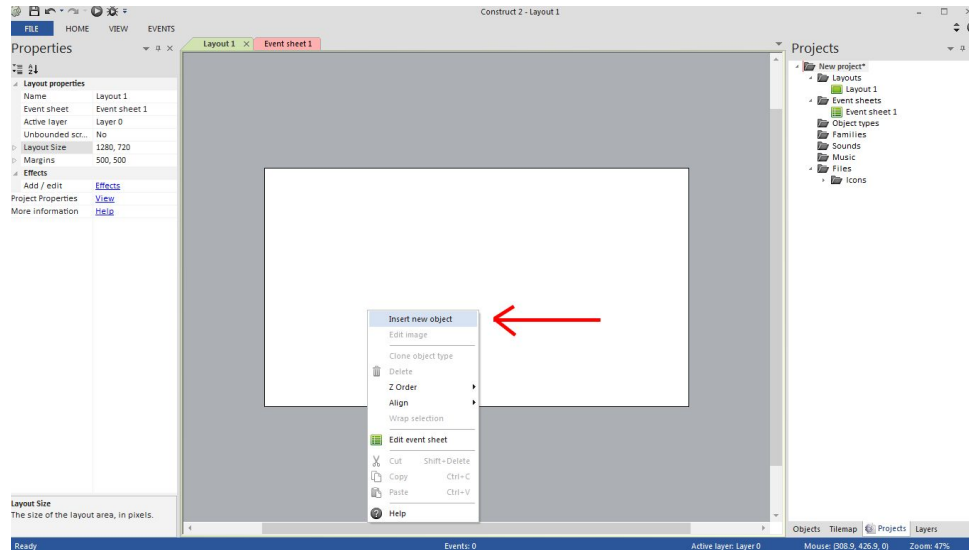 Construct 2 - Layout 1
FILE HOME VIEW EVENTS
Properties
Layout properties
Name Layout 1
Event sheet Event sheet 1
Active layer Layer 0
Unbounded scr... No
Layout Size 1280, 720
Margins 500, 500
Effects
Add / edit Effects
Project Properties View
More information Help
Layout Size
The size of the layout area, in pixels.
Layout 1 Event sheet 1
Insert new object
Edit image
Clone object type
Delete
Z Order
Align
Wrap selection
Edit event sheet
Cut Shift+Delete
Copy Ctrl+C
Paste Ctrl+V
Help
Projects
New project*
Layouts
Layout 1
Event sheets
Event sheet 1
Object types
Families
Sounds
Music
Files
Icons
Objects Tilemap Projects Layers
Ready Events: 0 Active layer: Layer 0 Mouse: (308.9, 426.9, 0) Zoom: 47%